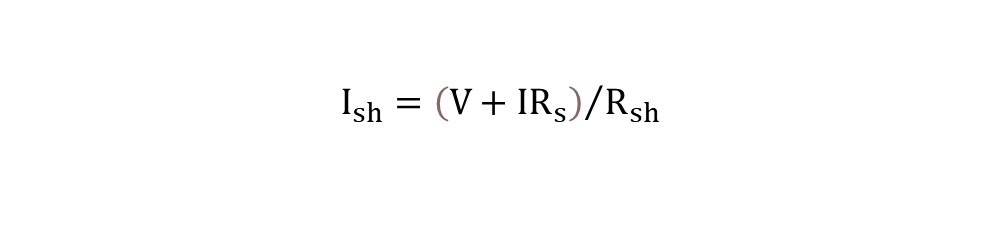 I_sh = (V + IR_s)/R_sh